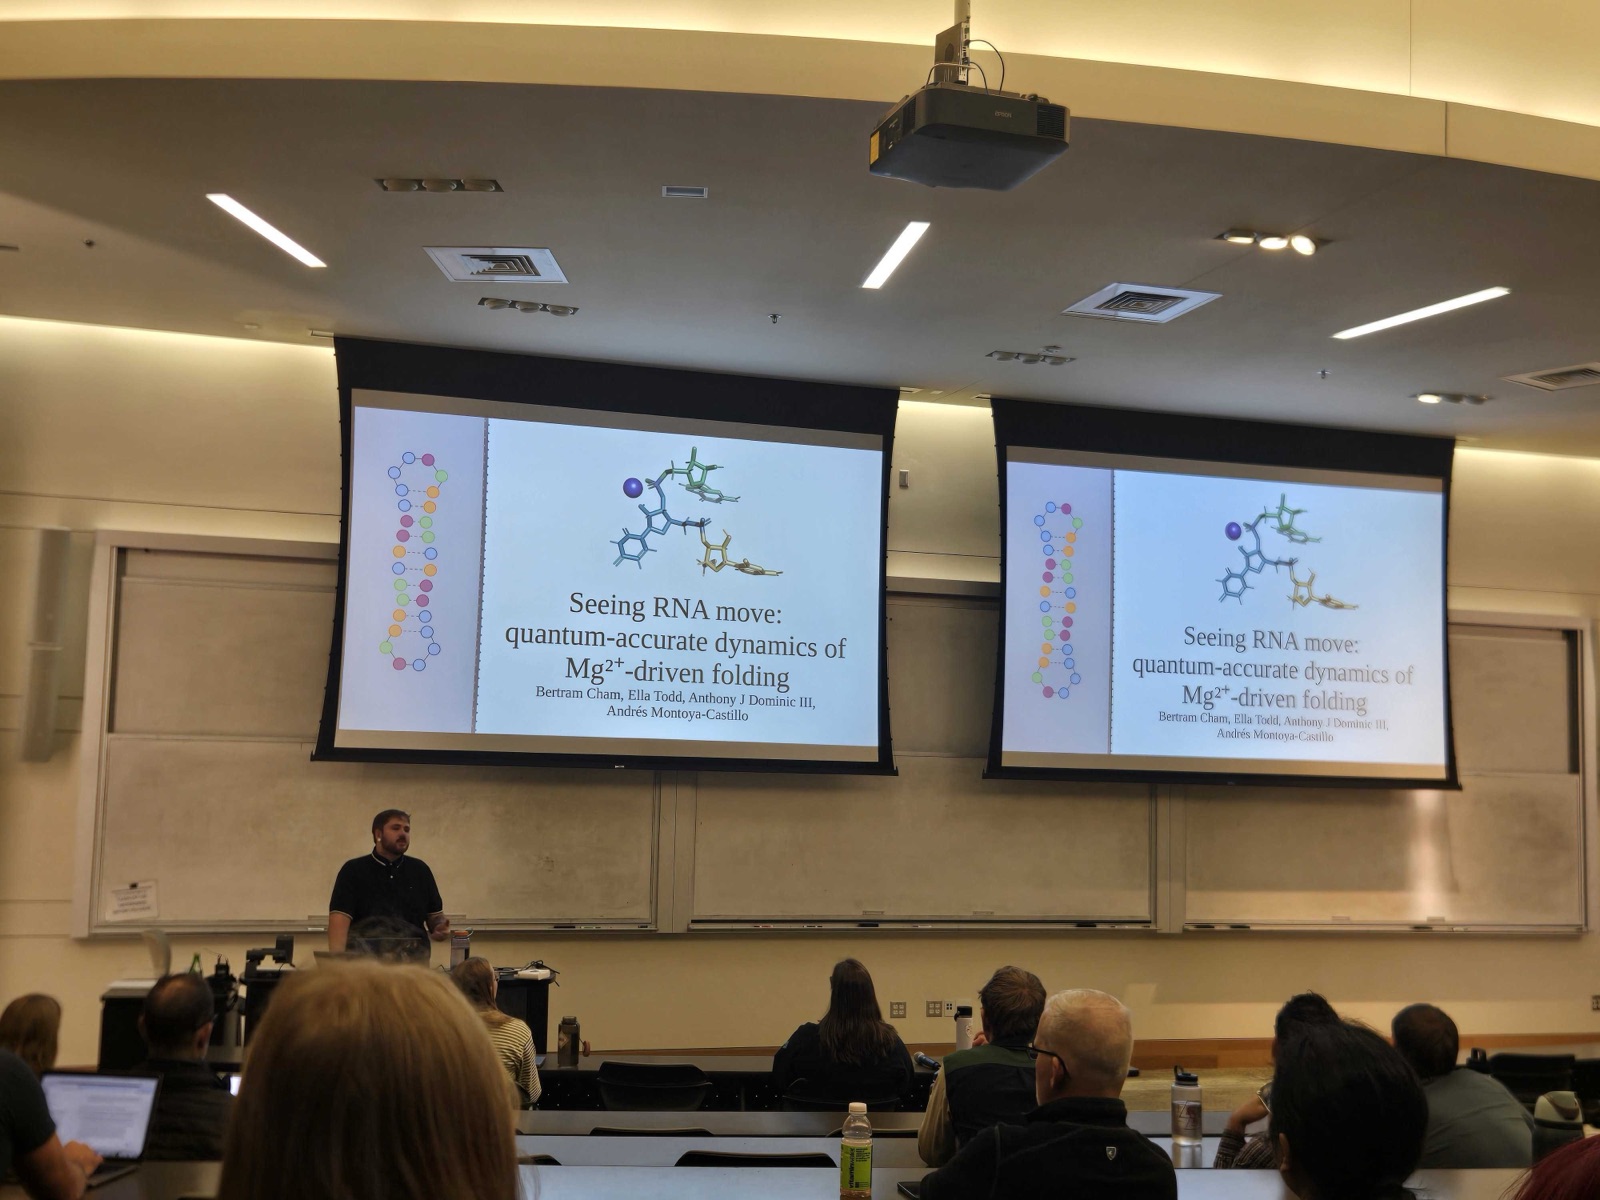 EPSON
Seeing RNA move:
quantum-accurate dynamics of
Mg²⁺-driven folding
Bertram Cham, Ella Todd, Anthony J Dominic III,
Andrés Montoya-Castillo
Seeing RNA move:
quantum-accurate dynamics of
Mg²⁺-driven folding
Bertram Cham, Ella Todd, Anthony J Dominic III,
Andrés Montoya-Castillo